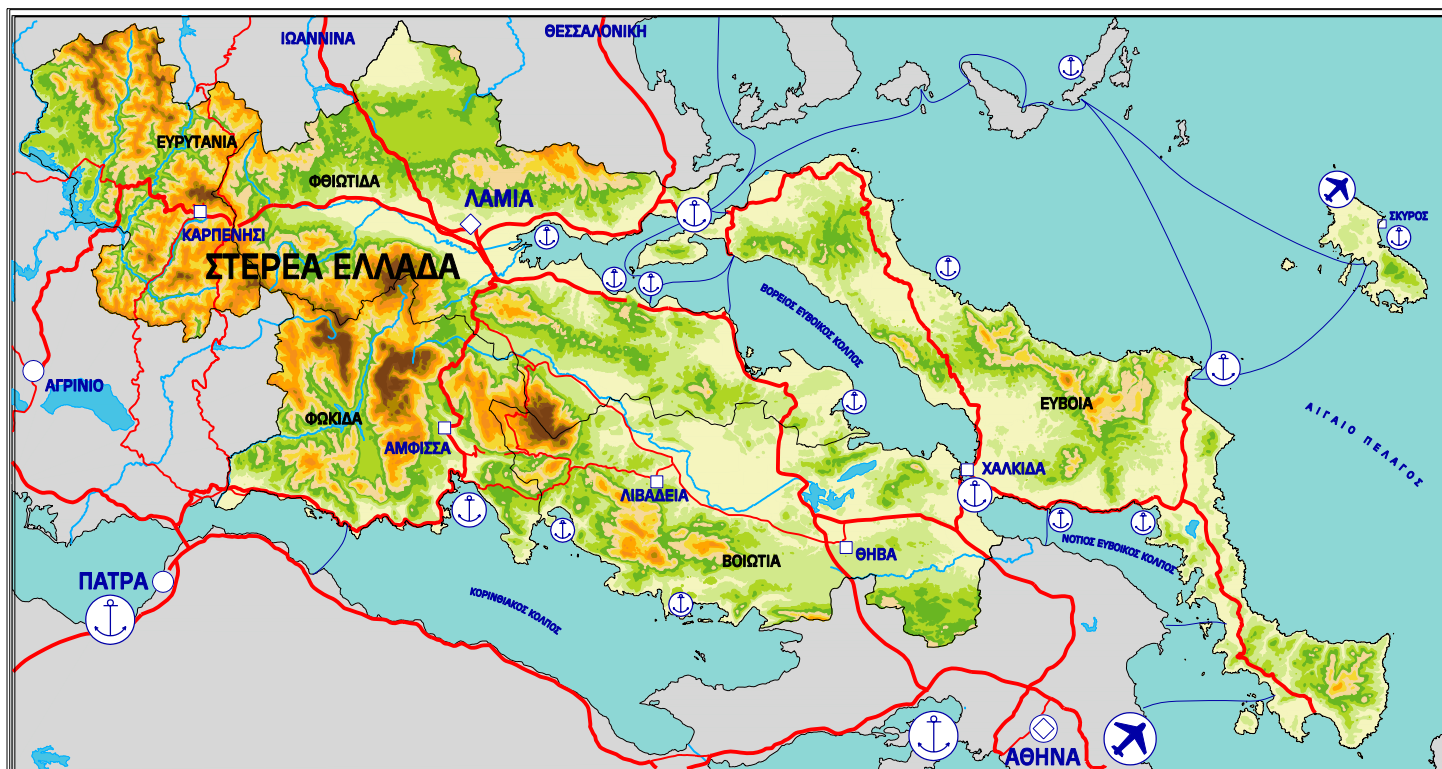 ΙΩΑΝΝΙΝΑ
ΘΕΣΣΑΛΟΝΙΚΗ
ΕΥΡΥΤΑΝΙΑ
ΦΘΙΩΤΙΔΑ
ΛΑΜΙΑ
ΣΚΥΡΟΣ
ΚΑΡΠΕΝΗΣΙ
ΣΤΕΡΕΑ ΕΛΛΑΔΑ
ΒΟΡΕΙΟΣ ΕΥΒΟΙΚΟΣ ΚΟΛΠΟΣ
ΑΓΡΙΝΙΟ
ΕΥΒΟΙΑ
ΦΩΚΙΔΑ
ΑΙΓΑΙΟ ΠΕΛΑΓΟΣ
ΑΜΦΙΣΣΑ
ΧΑΛΚΙΔΑ
ΛΙΒΑΔΕΙΑ
ΝΟΤΙΟΣ ΕΥΒΟΙΚΟΣ ΚΟΛΠΟΣ
ΘΗΒΑ
ΒΟΙΩΤΙΑ
ΠΑΤΡΑ
ΚΟΡΙΝΘΙΑΚΟΣ ΚΟΛΠΟΣ
ΑΘΗΝΑ